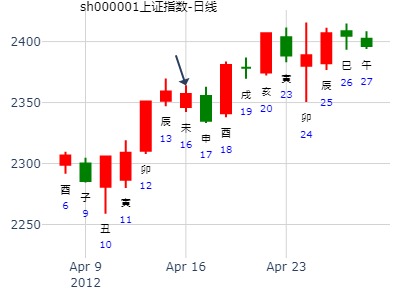 sh000001上证指数-日线
2400
2350
2300
2250
酉
6
子
9
丑
10
寅
11
卯
12
辰
13
未
16
申
17
酉
18
戌
19
亥
20
寅
23
卯
24
辰
25
巳
26
午
27
Apr 9
2012
Apr 16
Apr 23